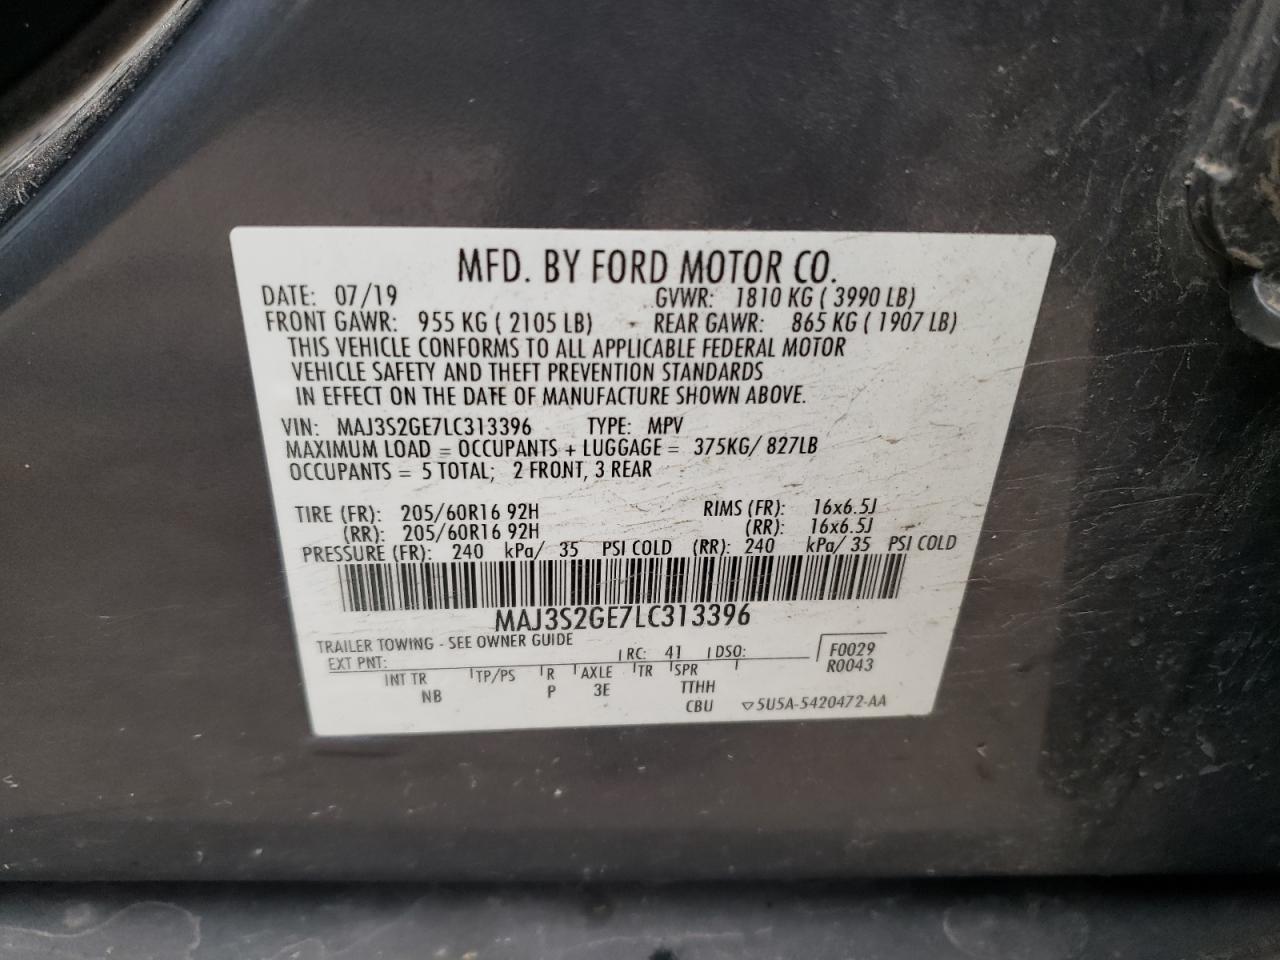 MFD. BY FORD MOTOR CO.
DATE: 07/19 GVWR: 1810 KG ( 3990 LB)
FRONT GAWR: 955 KG ( 2105 LB) REAR GAWR: 865 KG ( 1907 LB)
THIS VEHICLE CONFORMS TO ALL APPLICABLE FEDERAL MOTOR
VEHICLE SAFETY AND THEFT PREVENTION STANDARDS
IN EFFECT ON THE DATE OF MANUFACTURE SHOWN ABOVE.
VIN: MAJ3S2GE7LC313396 TYPE: MPV
MAXIMUM LOAD = OCCUPANTS + LUGGAGE = 375KG/ 827LB
OCCUPANTS = 5 TOTAL; 2 FRONT, 3 REAR
TIRE (FR): 205/60R16 92H RIMS (FR): 16x6.5J
(RR): 205/60R16 92H (RR): 16x6.5J
PRESSURE (FR): 240 kPa/ 35 PSI COLD (RR): 240 kPa/ 35 PSI COLD
MAJ3S2GE7LC313396
TRAILER TOWING - SEE OWNER GUIDE
EXT PNT: RC: 41 DSO: F0029
R0043
INT TR TP/PS R AXLE TR SPR
NB P 3E TTHH
CBU ▽5U5A-5420472-AA